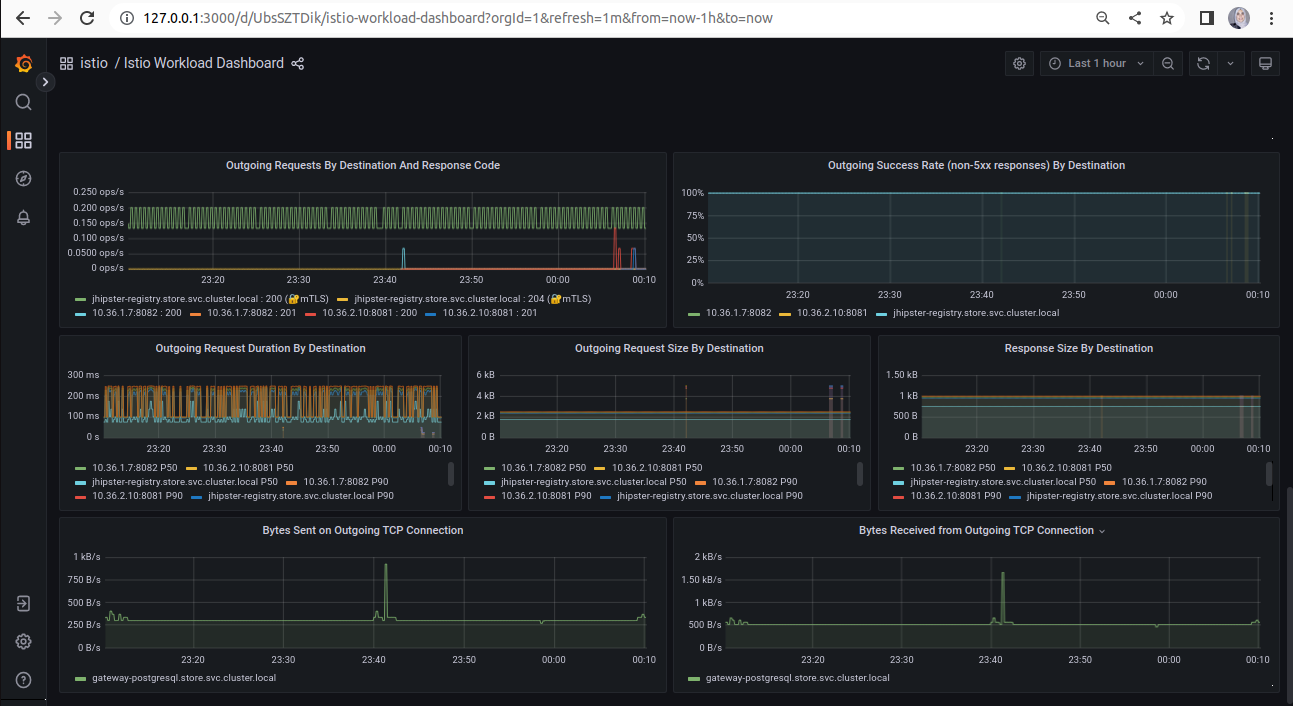 127.0.0.1:3000/d/UbsSZTDik/istio-workload-dashboard?orgId=1&refresh=1m&from=now-1h&to=now
istio / Istio Workload Dashboard
Last 1 hour
Outgoing Requests By Destination And Response Code
0.250 ops/s
0.200 ops/s
0.150 ops/s
0.100 ops/s
0.0500 ops/s
0 ops/s
23:20 23:30 23:40 23:50 00:00 00:10
jhipster-registry.store.svc.cluster.local : 200 (🔐mTLS) jhipster-registry.store.svc.cluster.local : 204 (🔐mTLS)
10.36.1.7:8082 : 200 10.36.1.7:8082 : 201 10.36.2.10:8081 : 200 10.36.2.10:8081 : 201
Outgoing Success Rate (non-5xx responses) By Destination
100%
75%
50%
25%
0%
23:20 23:30 23:40 23:50 00:00 00:10
10.36.1.7:8082 10.36.2.10:8081 jhipster-registry.store.svc.cluster.local
Outgoing Request Duration By Destination
300 ms
200 ms
100 ms
0 s
23:20 23:30 23:40 23:50 00:00 00:10
10.36.1.7:8082 P50 10.36.2.10:8081 P50
jhipster-registry.store.svc.cluster.local P50 10.36.1.7:8082 P90
10.36.2.10:8081 P90 jhipster-registry.store.svc.cluster.local P90
Outgoing Request Size By Destination
6 kB
4 kB
2 kB
0 B
23:20 23:30 23:40 23:50 00:00 00:10
10.36.1.7:8082 P50 10.36.2.10:8081 P50
jhipster-registry.store.svc.cluster.local P50 10.36.1.7:8082 P90
10.36.2.10:8081 P90 jhipster-registry.store.svc.cluster.local P90
Response Size By Destination
1.50 kB
1 kB
500 B
0 B
23:20 23:30 23:40 23:50 00:00 00:10
10.36.1.7:8082 P50 10.36.2.10:8081 P50
jhipster-registry.store.svc.cluster.local P50 10.36.1.7:8082 P90
10.36.2.10:8081 P90 jhipster-registry.store.svc.cluster.local P90
Bytes Sent on Outgoing TCP Connection
1 kB/s
750 B/s
500 B/s
250 B/s
0 B/s
23:20 23:30 23:40 23:50 00:00 00:10
gateway-postgresql.store.svc.cluster.local
Bytes Received from Outgoing TCP Connection
2 kB/s
1.50 kB/s
1 kB/s
500 B/s
0 B/s
23:20 23:30 23:40 23:50 00:00 00:10
gateway-postgresql.store.svc.cluster.local